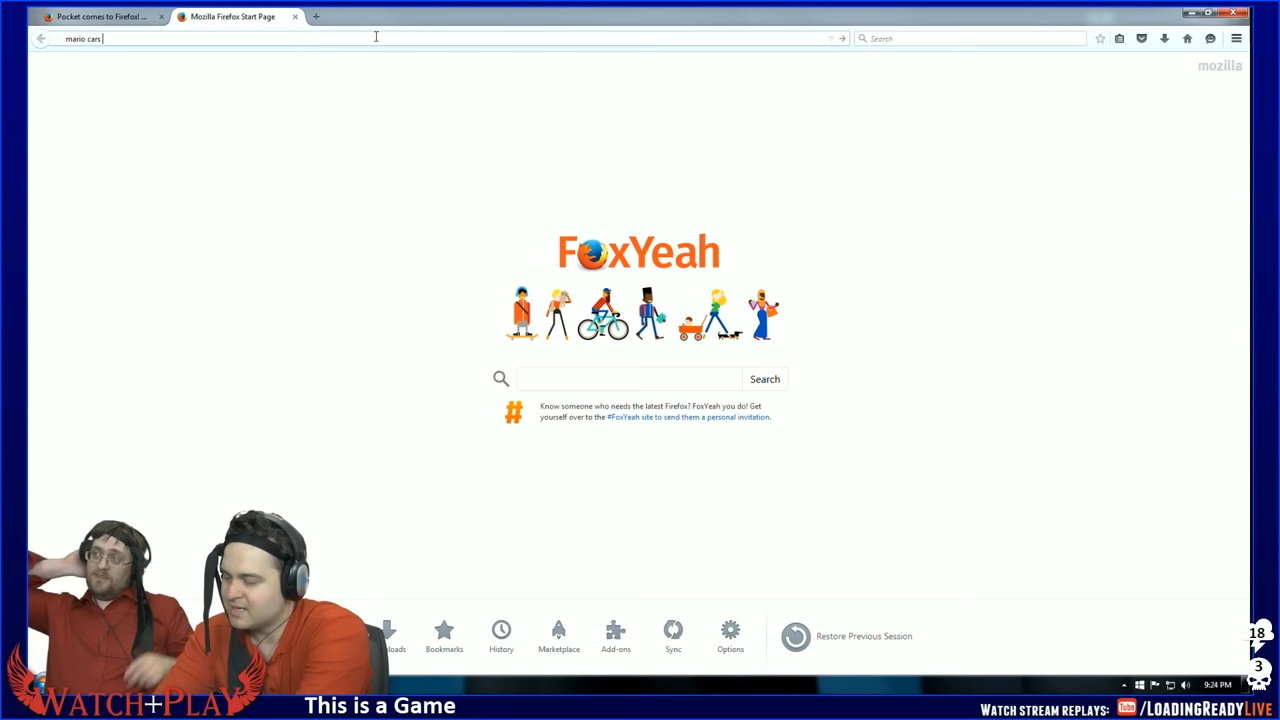 Pocket comes to Firefox! ...
Mozilla Firefox Start Page
mario cars
Search
mozilla
FoxYeah
Search
# Know someone who needs the latest Firefox? FoxYeah you do! Get
yourself over to the #FoxYeah site to send them a personal invitation.
loads
Bookmarks
History
Marketplace
Add-ons
Sync
Options
Restore Previous Session
18
3
9:24 PM
WATCH+PLAY
This is a Game
WATCH STREAM REPLAYS: You Tube /LOADINGREADYLIVE